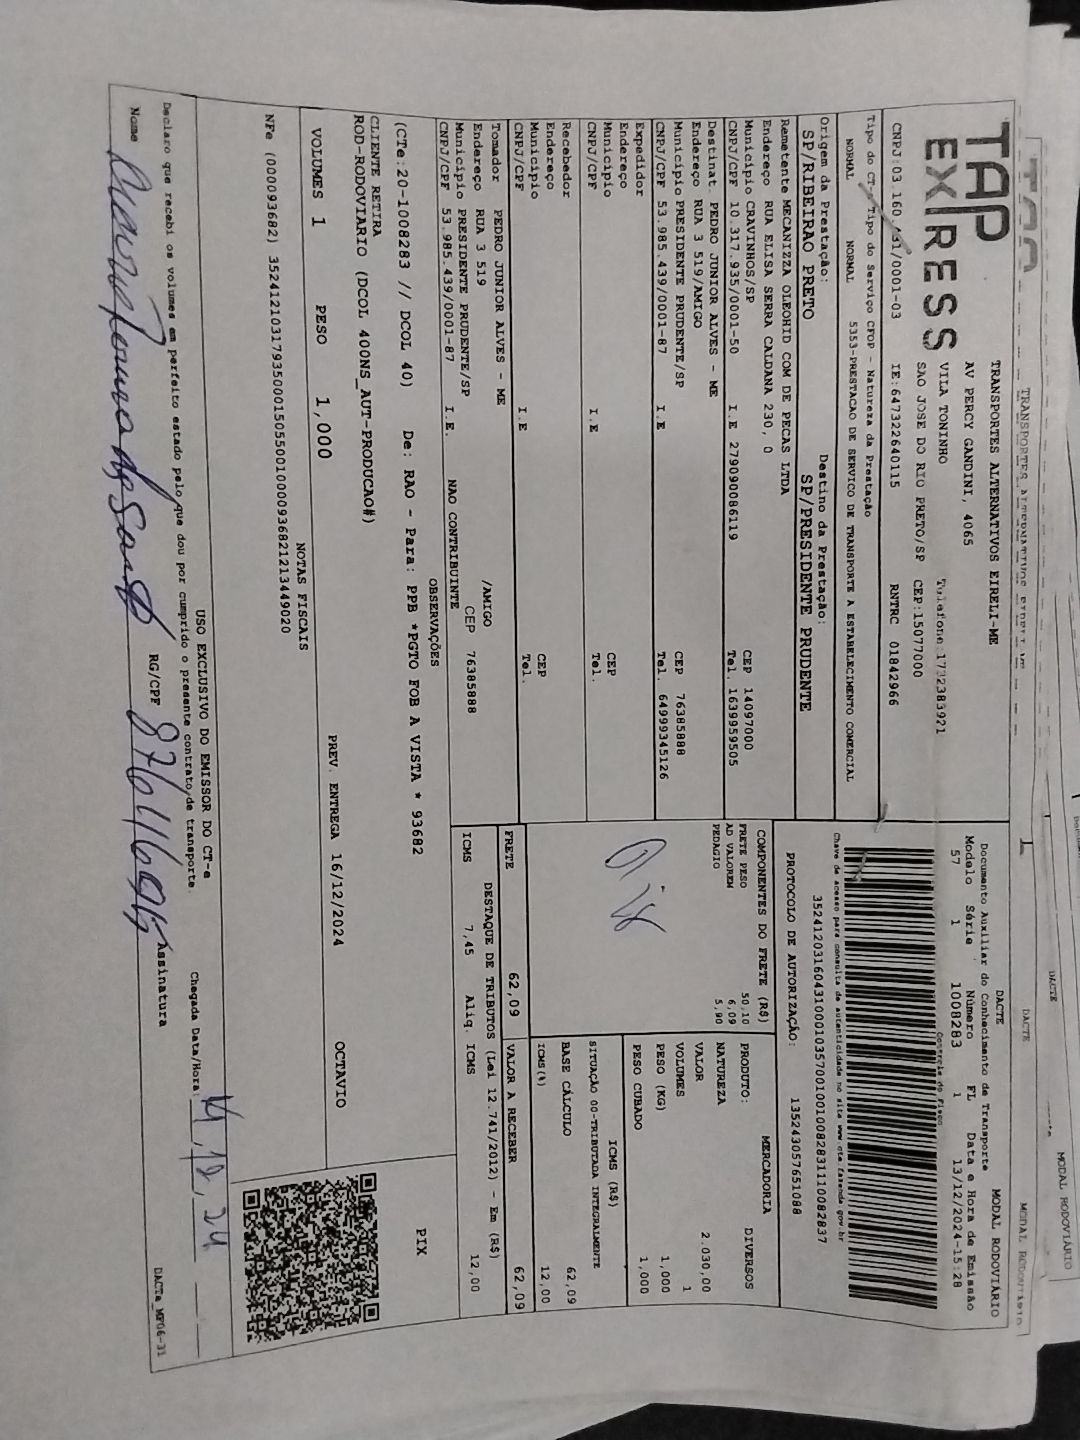 TAP
EXPRESS
TRANSPORTES ALTERNATIVOS EIRELI-ME
AV PERCY GANDINI, 4065
VILA TONINHO
Telefone:1732383921
SAO JOSE DO RIO PRETO/SP CEP:15077000
CNPJ:03.160.431/0001-03 IE:647322640115 RNTRC 01842966
Tipo do CT-e Tipo do Serviço CFOP - Natureza da Prestação
NORMAL NORMAL 5353-PRESTACAO DE SERVICO DE TRANSPORTE A ESTABELECIMENTO COMERCIAL
Origem da Prestação: Destino da Prestação:
SP/RIBEIRAO PRETO SP/PRESIDENTE PRUDENTE
Remetente MECANIZZA OLEOHID COM DE PECAS LTDA
Endereço RUA ELISA SERRA CALDANA 230, 0
Município CRAVINHOS/SP CEP 14097000
CNPJ/CPF 10.317.935/0001-50 I.E 279090086119 Tel. 1639959505
Destinat. PEDRO JUNIOR ALVES - ME
Endereço RUA 3 519/AMIGO
Município PRESIDENTE PRUDENTE/SP CEP 76385888
CNPJ/CPF 53.985.439/0001-87 I.E Tel. 64999345126
Expedidor
Endereço
Município CEP
CNPJ/CPF I.E Tel.
Recebedor
Endereço
Município CEP
CNPJ/CPF I.E Tel.
Tomador PEDRO JUNIOR ALVES - ME
Endereço RUA 3 519 /AMIGO
Município PRESIDENTE PRUDENTE/SP CEP 76385888
CNPJ/CPF 53.985.439/0001-87 I.E. NAO CONTRIBUINTE
OBSERVAÇÕES
(CTe:20-1008283 // DCOL 40) De: RAO - Para: PPB *PGTO FOB A VISTA * 93682
CLIENTE RETIRA
ROD-RODOVIARIO (DCOL 400NS_AUT-PRODUCAO#)
VOLUMES 1 PESO 1,000 PREV. ENTREGA 16/12/2024 OCTAVIO
NOTAS FISCAIS
NFe (000093682) 35241210317935000150550010000936821213449020
DACTE MODAL RODOVIÁRIO
Documento Auxiliar do Conhecimento de Transporte
Modelo Série Número FL Data e Hora de Emissão
57 1 1008283 1 13/12/2024-15:28
Controle do Fisco
Chave de acesso para consulta de autenticidade no site www.cte.fazenda.gov.br
35241203160431000103570010010082831110082837
PROTOCOLO DE AUTORIZAÇÃO: 135243057651088
COMPONENTES DO FRETE (R$)
FRETE PESO 50,10
AD VALOREM 6,09
PEDAGIO 5,90
MERCADORIA
PRODUTO: DIVERSOS
NATUREZA
VALOR 2.030,00
VOLUMES 1
PESO (KG) 1,000
PESO CUBADO 1,000
ICMS (R$)
SITUAÇÃO 00-TRIBUTADA INTEGRALMENTE
BASE CÁLCULO 62,09
ICMS(%) 12,00
FRETE 62,09 VALOR A RECEBER 62,09
DESTAQUE DE TRIBUTOS (Lei 12.741/2012) - Em (R$)
ICMS 7,45 Aliq. ICMS 12,00
PIX
USO EXCLUSIVO DO EMISSOR DO CT-e
Declaro que recebi os volumes em perfeito estado pelo que dou por cumprido o presente contrato de transporte.
Chegada Data/Hora: 14,12,24
Nome RG/CPF Assinatura
DACTe_MP06-31